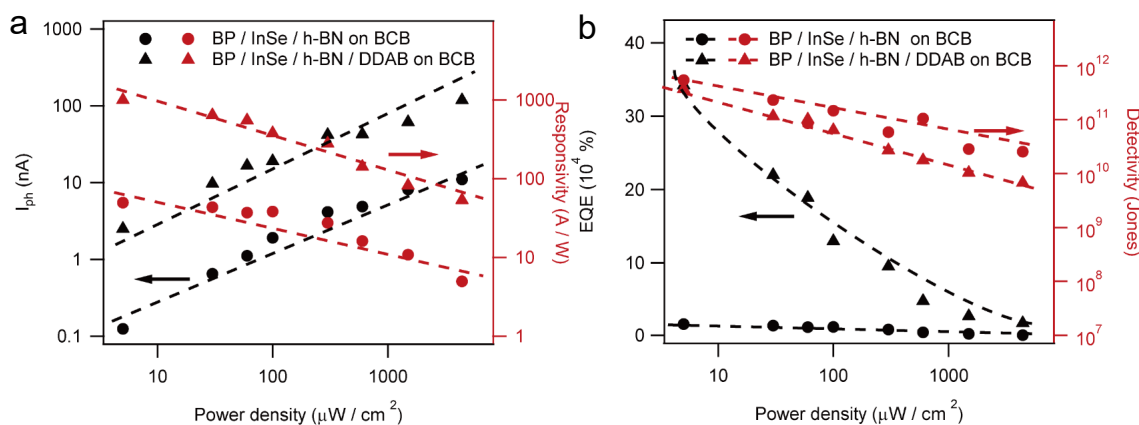 a
1000
100
10
1
0.1
I_ph (nA)
BP / InSe / h-BN on BCB
BP / InSe / h-BN / DDAB on BCB
1000
100
10
1
Responsivity (A / W)
10
100
1000
Power density (μW / cm²)
b
40
30
20
10
0
EQE (10⁴ %)
BP / InSe / h-BN on BCB
BP / InSe / h-BN / DDAB on BCB
10¹²
10¹¹
10¹⁰
10⁹
10⁸
10⁷
Detectivity (Jones)
10
100
1000
Power density (μW / cm²)